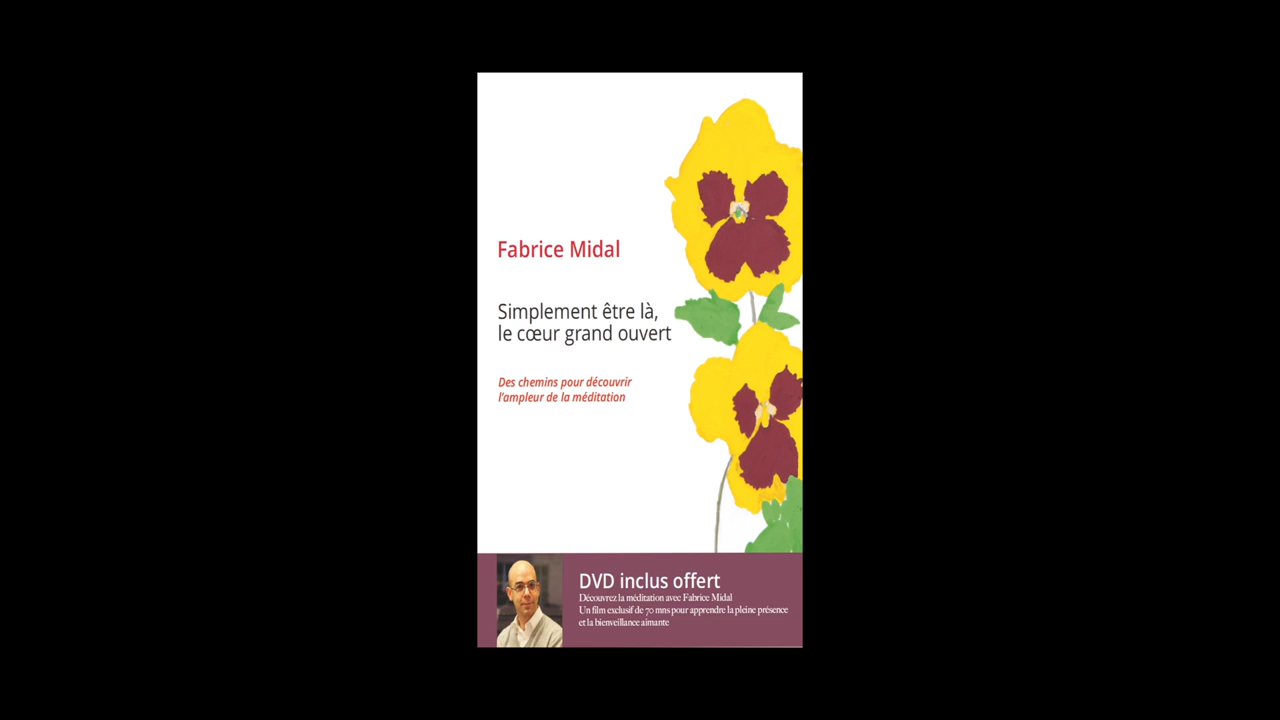 Fabrice Midal
Simplement être là,
le cœur grand ouvert
Des chemins pour découvrir
l'ampleur de la méditation
DVD inclus offert
Découvrez la méditation avec Fabrice Midal
Un film exclusif de 70 mns pour apprendre la pleine présence
et la bienveillance aimante